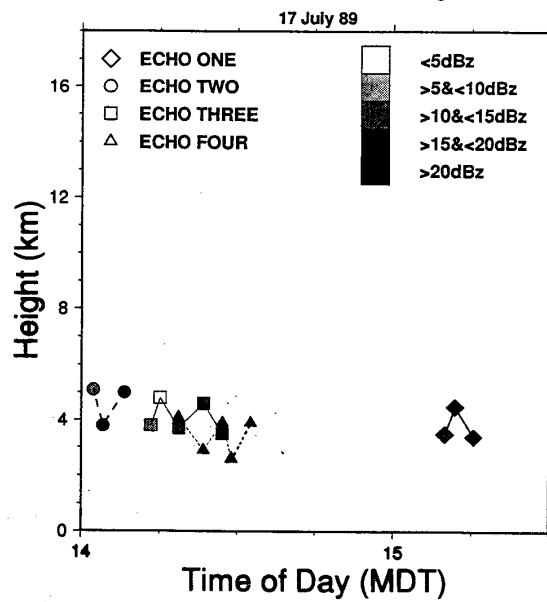 17 July 89
ECHO ONE
ECHO TWO
ECHO THREE
ECHO FOUR
<5dBz
>5&<10dBz
>10&<15dBz
>15&<20dBz
>20dBz
16
12
8
4
0
Height (km)
14
15
Time of Day (MDT)